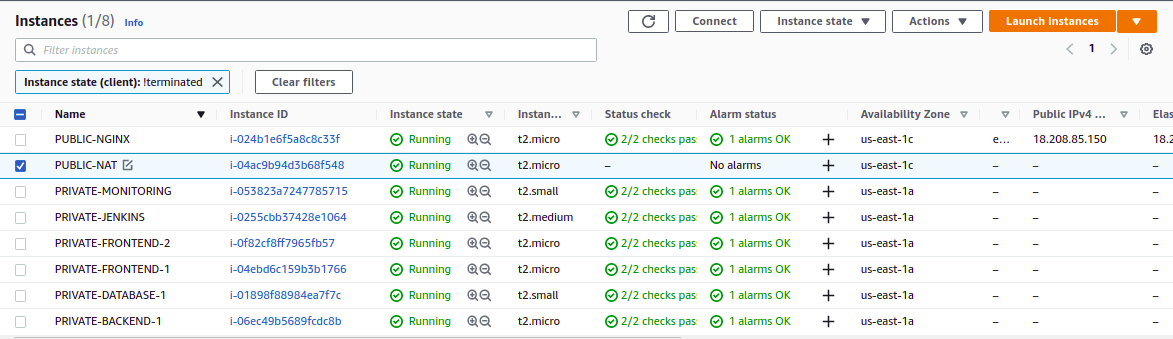 Instances (1/8) Info Connect Instance state Actions Launch Instances
Filter instances 1
Instance state (client): !terminated Clear filters
Name Instance ID Instance state Instan... Status check Alarm status Availability Zone Public IPv4 ... Elas
PUBLIC-NGINX i-024b1e6f5a8c8c33f Running t2.micro 2/2 checks pas 1 alarms OK us-east-1c e... 18.208.85.150 18.2
PUBLIC-NAT i-04ac9b94d3b68f548 Running t2.micro – No alarms us-east-1c – – –
PRIVATE-MONITORING i-053823a7247785715 Running t2.small 2/2 checks pas 1 alarms OK us-east-1a – – –
PRIVATE-JENKINS i-0255cbb37428e1064 Running t2.medium 2/2 checks pas 1 alarms OK us-east-1a – – –
PRIVATE-FRONTEND-2 i-0f82cf8ff7965fb57 Running t2.micro 2/2 checks pas 1 alarms OK us-east-1a – – –
PRIVATE-FRONTEND-1 i-04ebd6c159b3b1766 Running t2.micro 2/2 checks pas 1 alarms OK us-east-1a – – –
PRIVATE-DATABASE-1 i-01898f88984ea7f7c Running t2.small 2/2 checks pas 1 alarms OK us-east-1a – – –
PRIVATE-BACKEND-1 i-06ec49b5689fcdc8b Running t2.micro 2/2 checks pas 1 alarms OK us-east-1a – – –